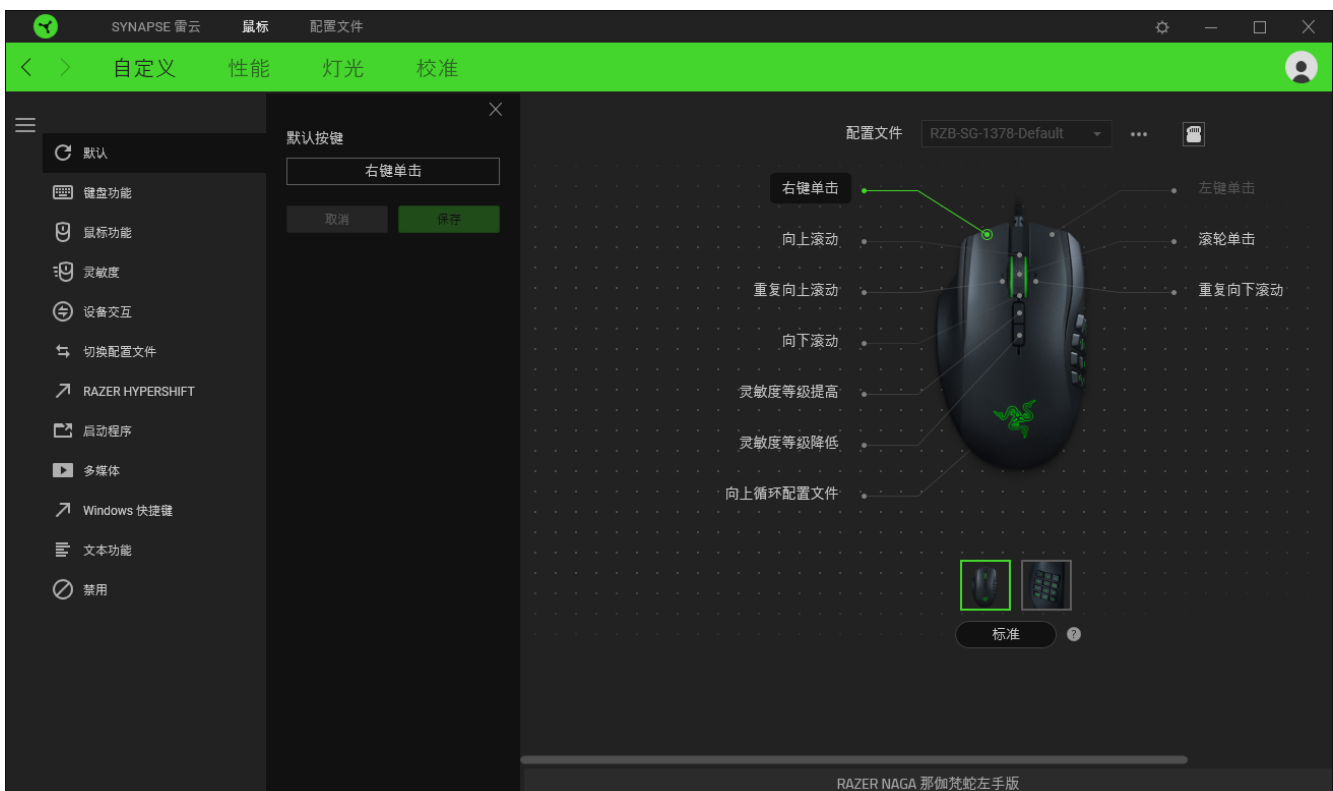 SYNAPSE 雷云 鼠标 配置文件
自定义 性能 灯光 校准
默认
键盘功能
鼠标功能
灵敏度
设备交互
切换配置文件
RAZER HYPERSHIFT
启动程序
多媒体
Windows 快捷键
文本功能
禁用
默认按键
右键单击
取消 保存
配置文件 RZB-SG-1378-Default
右键单击 左键单击
向上滚动 滚轮单击
重复向上滚动 重复向下滚动
向下滚动
灵敏度等级提高
灵敏度等级降低
向上循环配置文件
标准 ?
RAZER NAGA 那伽梵蛇左手版